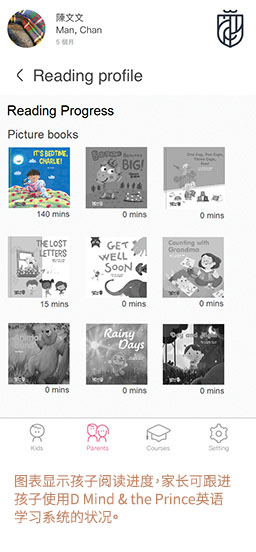 陳文文
Man, Chan
5 個月
Reading profile
Reading Progress
Picture books
IT'S BEDTIME,
CHARLIE!
BEDTIME
BIG!
One Cup, Two Cups,
Three Cups,
140 mins
0 mins
0 mins
THE LOST
LETTERS
GET
WELL
SOON
Counting with
Grandma
15 mins
0 mins
0 mins
Rainy
Days
0 mins
0 mins
0 mins
Kids
Parents
Courses
Setting
图表显示孩子阅读进度，家长可跟进
孩子使用D Mind & the Prince英语
学习系统的状况。